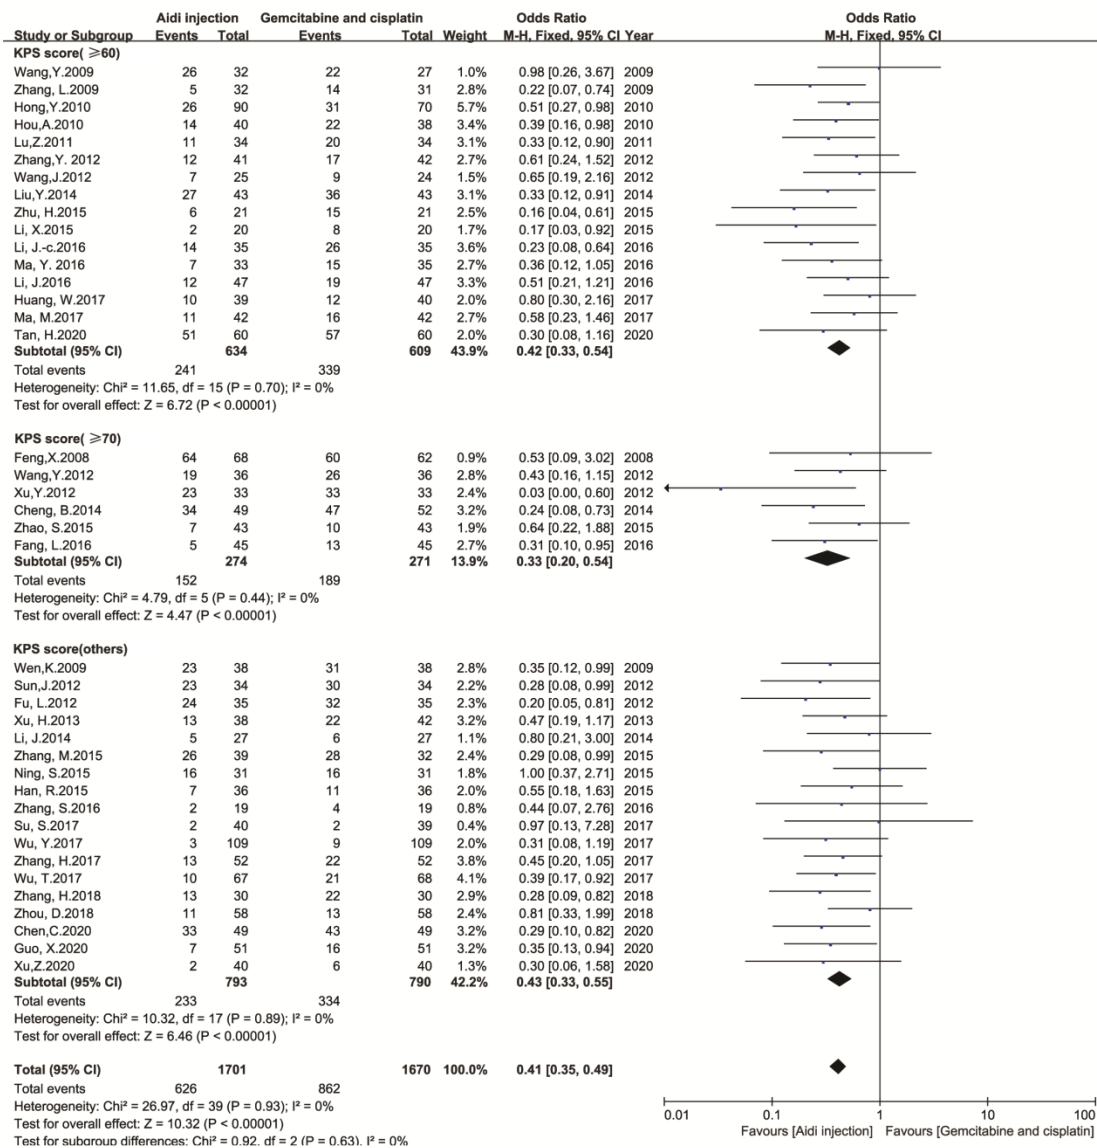 Aidi injection Gemcitabine and cisplatin Odds Ratio Odds Ratio
Study or Subgroup Events Total Events Total Weight M-H, Fixed, 95% CI Year M-H, Fixed, 95% CI
KPS score( ≥60)
Wang,Y.2009 26 32 22 27 1.0% 0.98 [0.26, 3.67] 2009
Zhang, L.2009 5 32 14 31 2.8% 0.22 [0.07, 0.74] 2009
Hong,Y.2010 26 90 31 70 5.7% 0.51 [0.27, 0.98] 2010
Hou,A.2010 14 40 22 38 3.4% 0.39 [0.16, 0.98] 2010
Lu,Z.2011 11 34 20 34 3.2% 0.33 [0.12, 0.90] 2011
Zhang,Y. 2012 12 41 17 42 2.7% 0.61 [0.24, 1.52] 2012
Wang,J.2012 7 25 9 24 1.5% 0.65 [0.19, 2.16] 2012
Liu,Y.2014 27 43 36 43 3.1% 0.33 [0.12, 0.91] 2014
Zhu, H.2015 6 21 15 21 2.5% 0.16 [0.04, 0.61] 2015
Li, X.2015 2 20 8 20 1.7% 0.17 [0.03, 0.92] 2015
Li, J.-c.2016 14 35 26 35 3.6% 0.23 [0.08, 0.64] 2016
Ma, Y. 2016 7 33 15 35 2.7% 0.36 [0.12, 1.05] 2016
Li, J.2016 12 47 19 47 3.3% 0.51 [0.21, 1.21] 2016
Huang, W.2017 10 39 12 40 2.0% 0.80 [0.30, 2.16] 2017
Ma, M.2017 11 42 16 42 2.7% 0.58 [0.23, 1.46] 2017
Tan, H.2020 51 60 57 60 1.9% 0.30 [0.08, 1.16] 2020
Subtotal (95% CI) 634 609 43.9% 0.42 [0.33, 0.54]
Total events 241 339
Heterogeneity: Chi² = 11.65, df = 15 (P = 0.70); I² = 0%
Test for overall effect: Z = 6.72 (P < 0.00001)
KPS score( ≥70)
Feng,X.2008 64 68 60 62 0.9% 0.53 [0.09, 3.02] 2008
Wang,Y.2012 19 36 26 36 2.8% 0.43 [0.16, 1.15] 2012
Xu,Y.2012 23 33 33 33 2.4% 0.03 [0.00, 0.60] 2012
Cheng, B.2014 34 49 47 52 3.2% 0.24 [0.08, 0.73] 2014
Zhao, S.2015 7 43 10 43 1.9% 0.64 [0.22, 1.88] 2015
Fang, L.2016 5 45 13 45 2.7% 0.31 [0.10, 0.95] 2016
Subtotal (95% CI) 274 271 13.9% 0.33 [0.20, 0.54]
Total events 152 189
Heterogeneity: Chi² = 4.79, df = 5 (P = 0.44); I² = 0%
Test for overall effect: Z = 4.47 (P < 0.00001)
KPS score(others)
Wen,K.2009 23 38 31 38 2.8% 0.35 [0.12, 0.99] 2009
Sun,J.2012 23 34 30 34 2.2% 0.28 [0.08, 0.99] 2012
Fu, L.2012 24 35 32 35 2.2% 0.20 [0.05, 0.81] 2012
Xu, H.2013 13 38 22 42 3.2% 0.47 [0.19, 1.17] 2013
Li, J.2014 5 27 6 27 1.1% 0.80 [0.21, 3.00] 2014
Zhang, M.2015 26 39 28 32 2.4% 0.29 [0.08, 0.99] 2015
Ning, S.2015 16 31 16 31 1.8% 1.00 [0.37, 2.71] 2015
Han, R.2015 7 36 11 36 2.0% 0.55 [0.18, 1.63] 2015
Zhang, S.2016 2 19 4 19 0.8% 0.44 [0.07, 2.76] 2016
Su, S.2017 2 40 2 39 0.4% 0.97 [0.13, 7.28] 2017
Wu, Y.2017 3 109 9 109 2.0% 0.31 [0.08, 1.19] 2017
Zhang, H.2017 13 52 22 52 3.8% 0.45 [0.20, 1.05] 2017
Wu, T.2017 10 67 21 68 4.1% 0.39 [0.17, 0.92] 2017
Zhang, H.2018 13 30 22 30 2.9% 0.28 [0.09, 0.82] 2018
Zhou, D.2018 11 58 13 58 2.4% 0.81 [0.33, 1.99] 2018
Chen,C.2020 33 49 43 49 3.2% 0.29 [0.10, 0.82] 2020
Guo, X.2020 7 51 16 51 3.2% 0.35 [0.13, 0.94] 2020
Xu,Z.2020 2 40 6 40 1.3% 0.30 [0.06, 1.58] 2020
Subtotal (95% CI) 793 790 42.2% 0.43 [0.33, 0.55]
Total events 233 334
Heterogeneity: Chi² = 10.32, df = 17 (P = 0.89); I² = 0%
Test for overall effect: Z = 6.46 (P < 0.00001)
Total (95% CI) 1701 1670 100.0% 0.41 [0.35, 0.49]
Total events 626 862
Heterogeneity: Chi² = 26.97, df = 39 (P = 0.93); I² = 0%
Test for overall effect: Z = 10.32 (P < 0.00001)
Test for subgroup differences: Chi² = 0.92, df = 2 (P = 0.63), I² = 0%
0.01 0.1 1 10 100
Favours [Aidi injection] Favours [Gemcitabine and cisplatin]